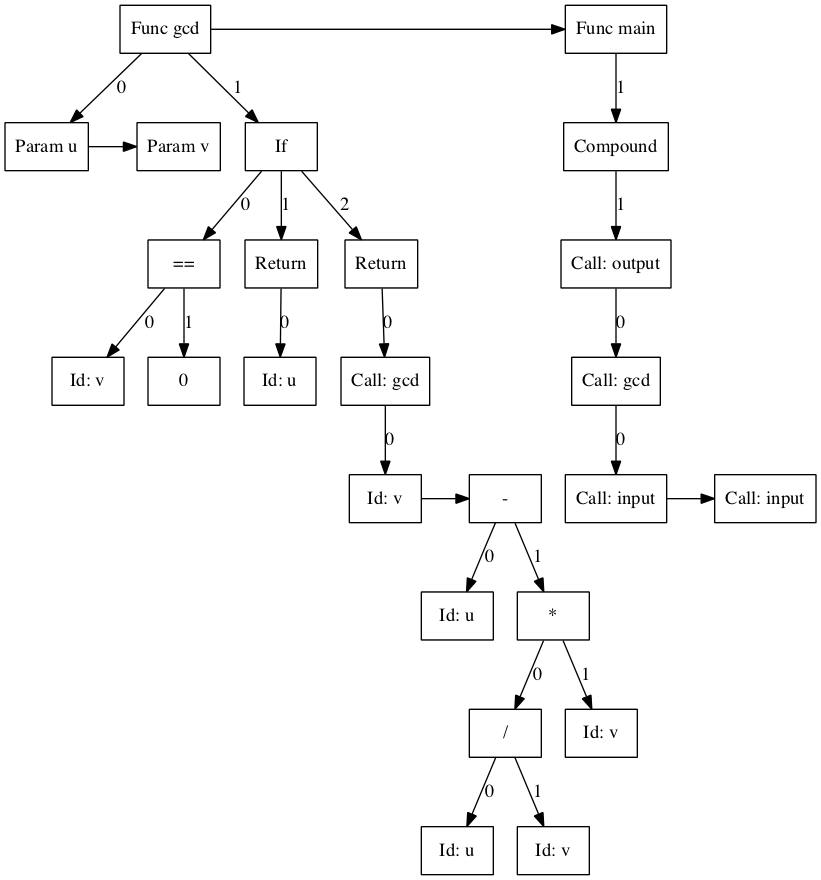 Func gcd
Func main
0
1
1
Param u
Param v
If
Compound
0
1
2
1
==
Return
Return
Call: output
0
1
0
0
0
Id: v
0
Id: u
Call: gcd
Call: gcd
0
0
Id: v
-
Call: input
Call: input
0
1
Id: u
*
0
1
/
Id: v
0
1
Id: u
Id: v